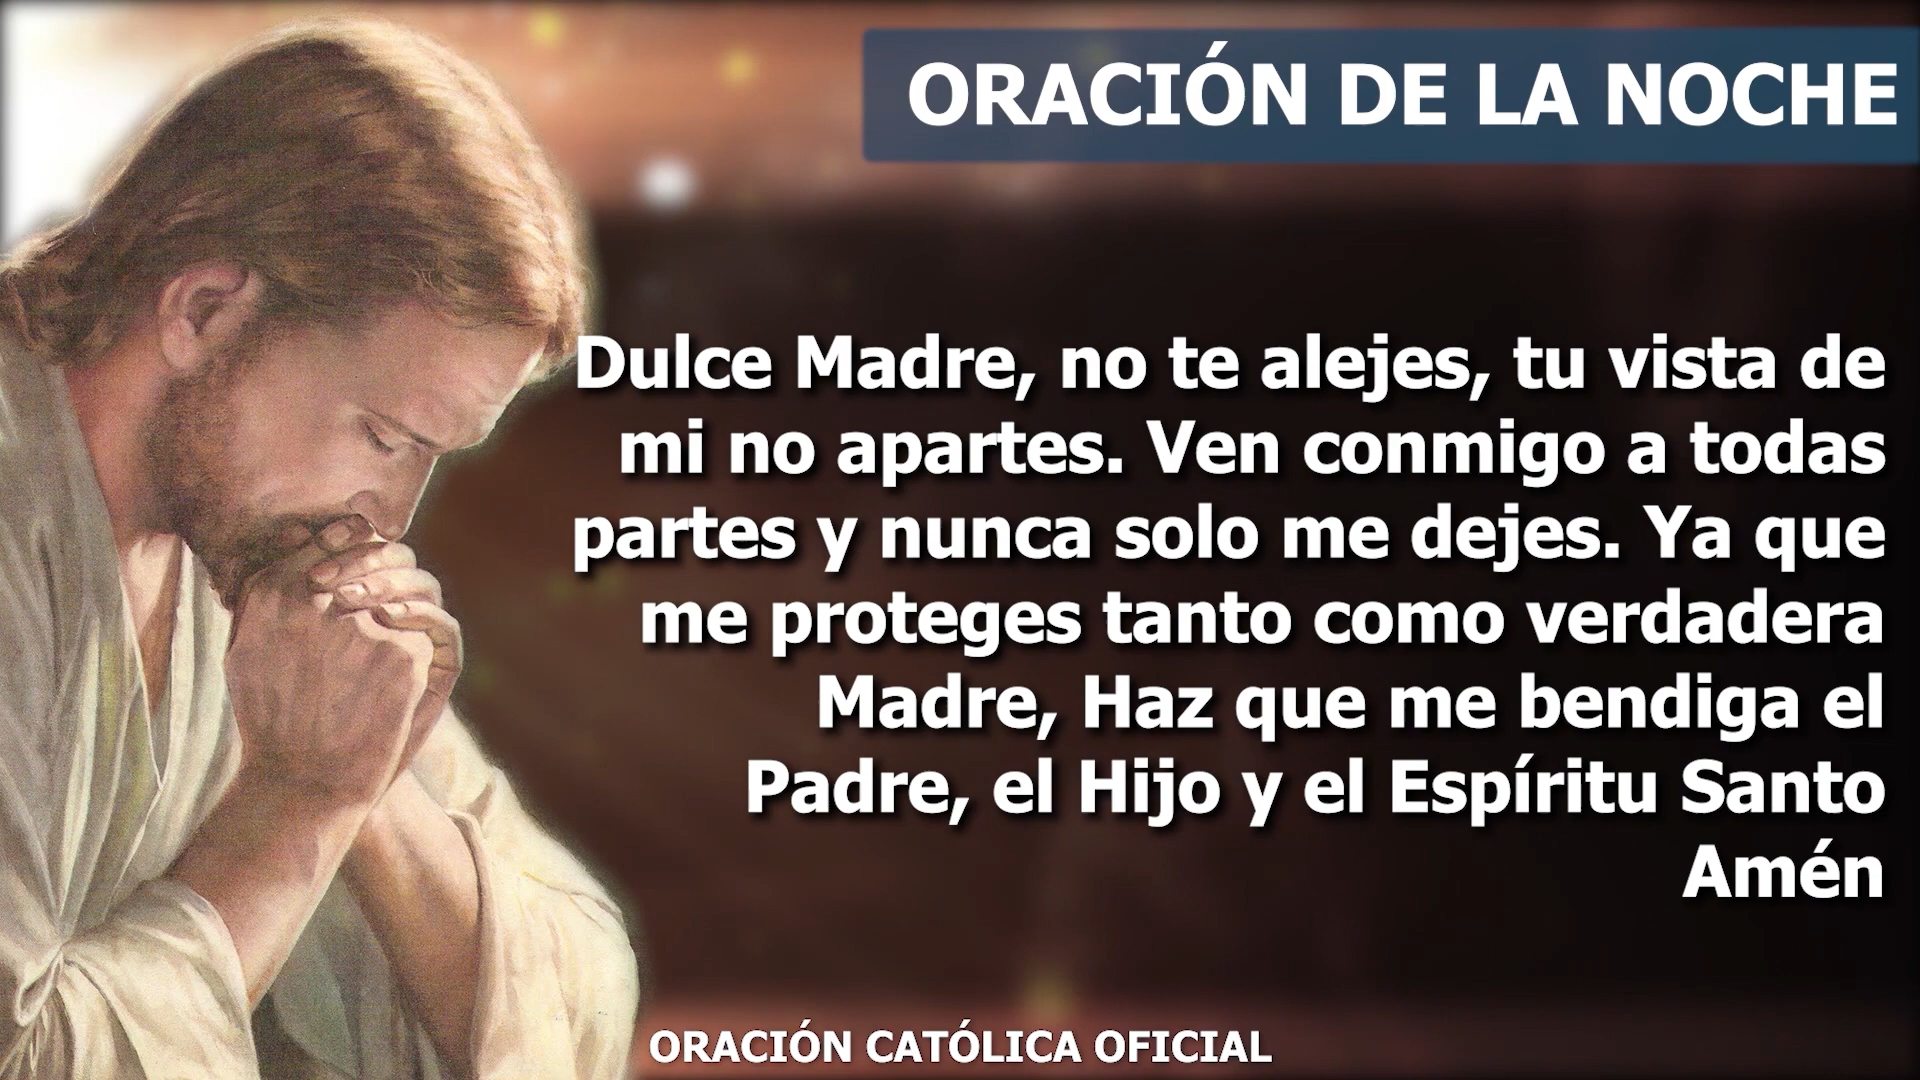 ORACIÓN DE LA NOCHE
Dulce Madre, no te alejes, tu vista de
mi no apartes. Ven conmigo a todas
partes y nunca solo me dejes. Ya que
me proteges tanto como verdadera
Madre, Haz que me bendiga el
Padre, el Hijo y el Espíritu Santo
Amén
ORACIÓN CATÓLICA OFICIAL